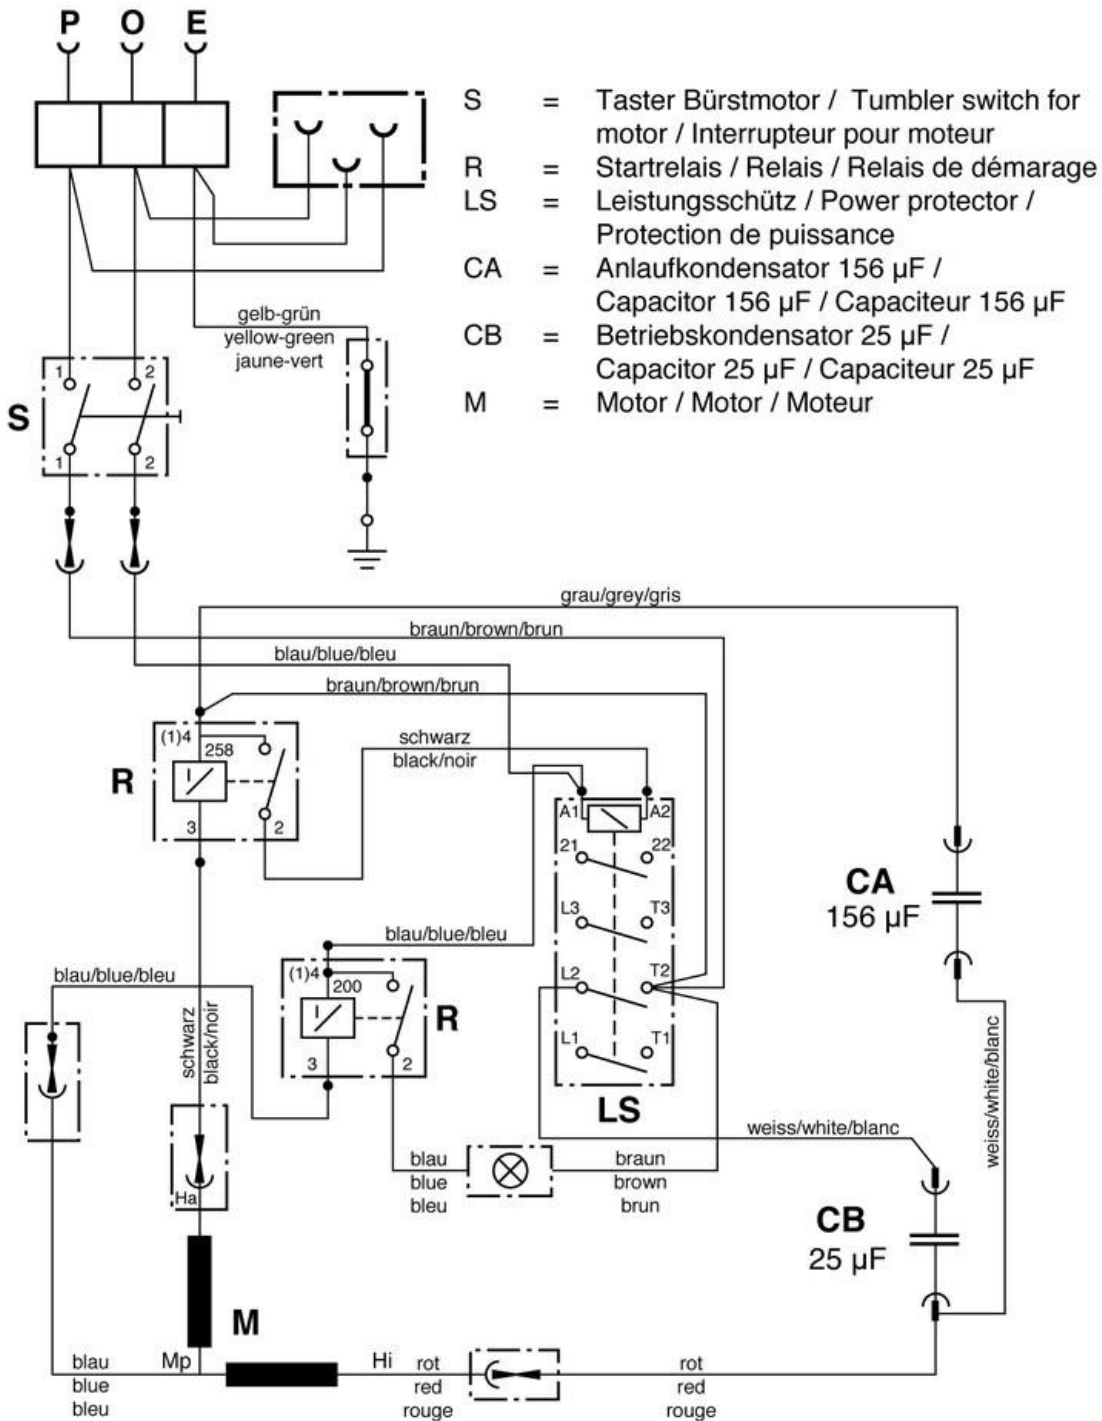 P O E
S = Taster Bürstmotor / Tumbler switch for
motor / Interrupteur pour moteur
R = Startrelais / Relais / Relais de démarage
LS = Leistungsschütz / Power protector /
Protection de puissance
CA = Anlaufkondensator 156 µF /
Capacitor 156 µF / Capaciteur 156 µF
CB = Betriebskondensator 25 µF /
Capacitor 25 µF / Capaciteur 25 µF
M = Motor / Motor / Moteur
gelb-grün
yellow-green
jaune-vert
1 2
S
1 2
grau/grey/gris
braun/brown/brun
blau/blue/bleu
braun/brown/brun
schwarz
black/noir
(1)4
258
R
3 2
A1 A2
21 22
L3 T3
L2 T2
L1 T1
LS
CA
156 µF
blau/blue/bleu
blau/blue/bleu
(1)4
200
R
3 2
schwarz
black/noir
weiss/white/blanc
weiss/white/blanc
blau
blue
bleu
braun
brown
brun
Ha
CB
25 µF
M
blau
blue
bleu
Mp
Hi
rot
red
rouge
rot
red
rouge